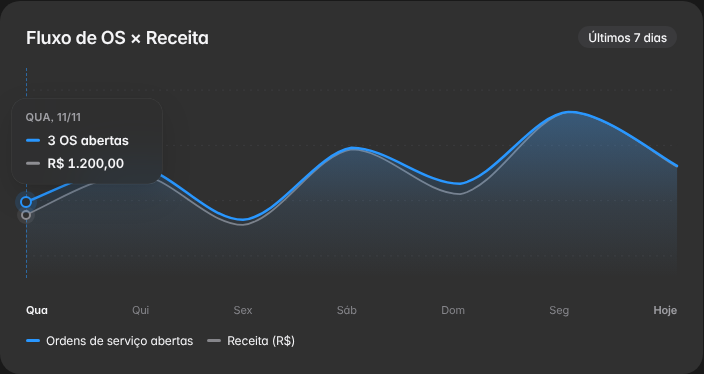 Fluxo de OS × Receita
Últimos 7 dias
QUA, 11/11
3 OS abertas
R$ 1.200,00
Qua Qui Sex Sáb Dom Seg Hoje
Ordens de serviço abertas Receita (R$)